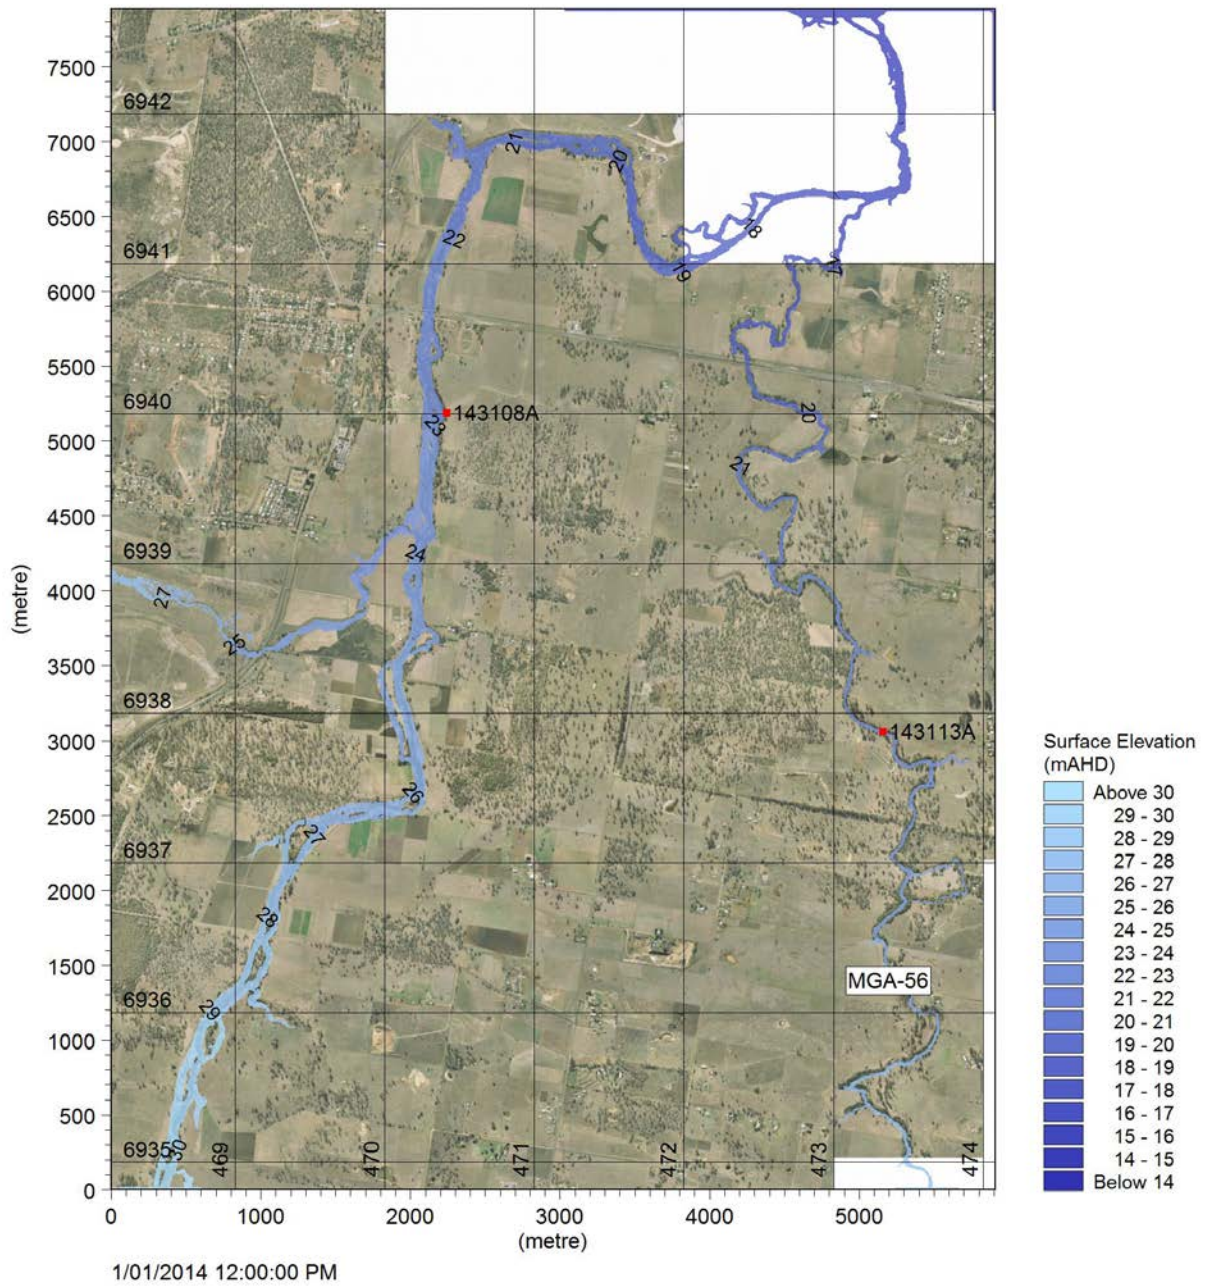 7500
6942
7000
21
20
6500
22
18
6941
19
17
6000
5500
20
6940
143108A
23
5000
21
4500
6939
24
4000
27
25
3500
6938
3000
143113A
26
2500
27
6937
2000
28
1500
MGA-56
6936
29
1000
500
6935
30
469
470
471
472
473
474
0
0
1000
2000
3000
4000
5000
(metre)
(metre)
1/01/2014 12:00:00 PM
Surface Elevation
(mAHD)
Above 30
29 - 30
28 - 29
27 - 28
26 - 27
25 - 26
24 - 25
23 - 24
22 - 23
21 - 22
20 - 21
19 - 20
18 - 19
17 - 18
16 - 17
15 - 16
14 - 15
Below 14